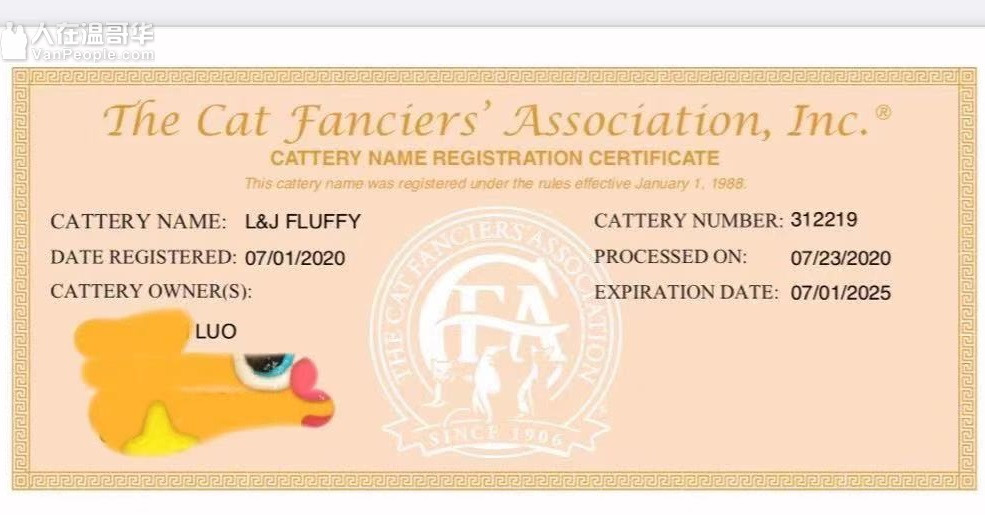 人在温哥华
VanPeople.com
The Cat Fanciers' Association, Inc.®
CATTERY NAME REGISTRATION CERTIFICATE
This cattery name was registered under the rules effective January 1, 1988.
CATTERY NAME: L&J FLUFFY
CATTERY NUMBER: 312219
DATE REGISTERED: 07/01/2020
PROCESSED ON: 07/23/2020
CATTERY OWNER(S):
EXPIRATION DATE: 07/01/2025
LUO
THE CAT FANCIERS' ASSOCIATION
CFA
SINCE 1906